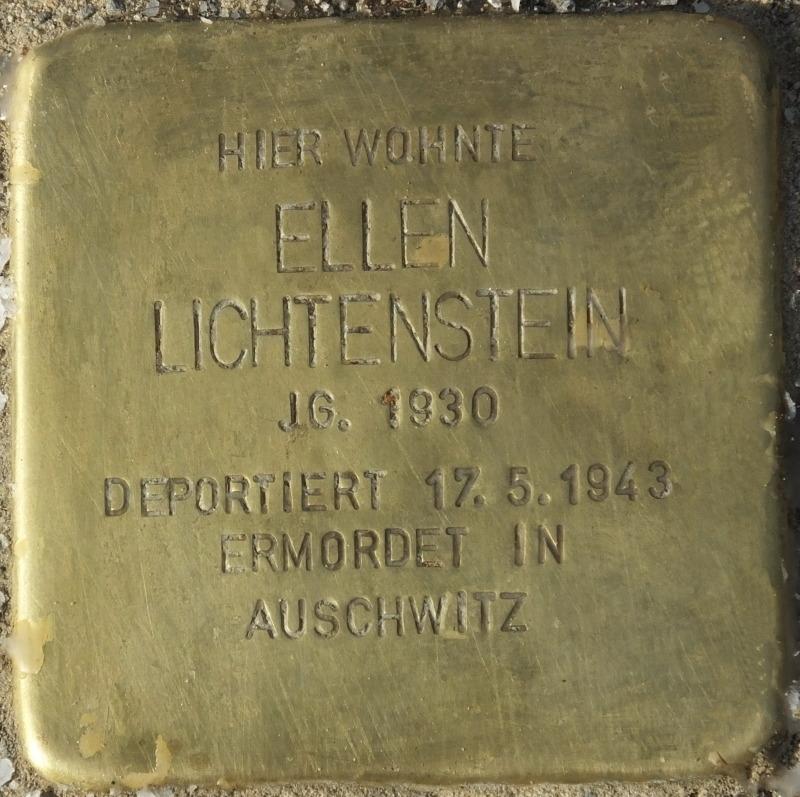 HIER WOHNTE
ELLEN
LICHTENSTEIN
JG. 1930
DEPORTIERT 17. 5. 1943
ERMORDET IN
AUSCHWITZ